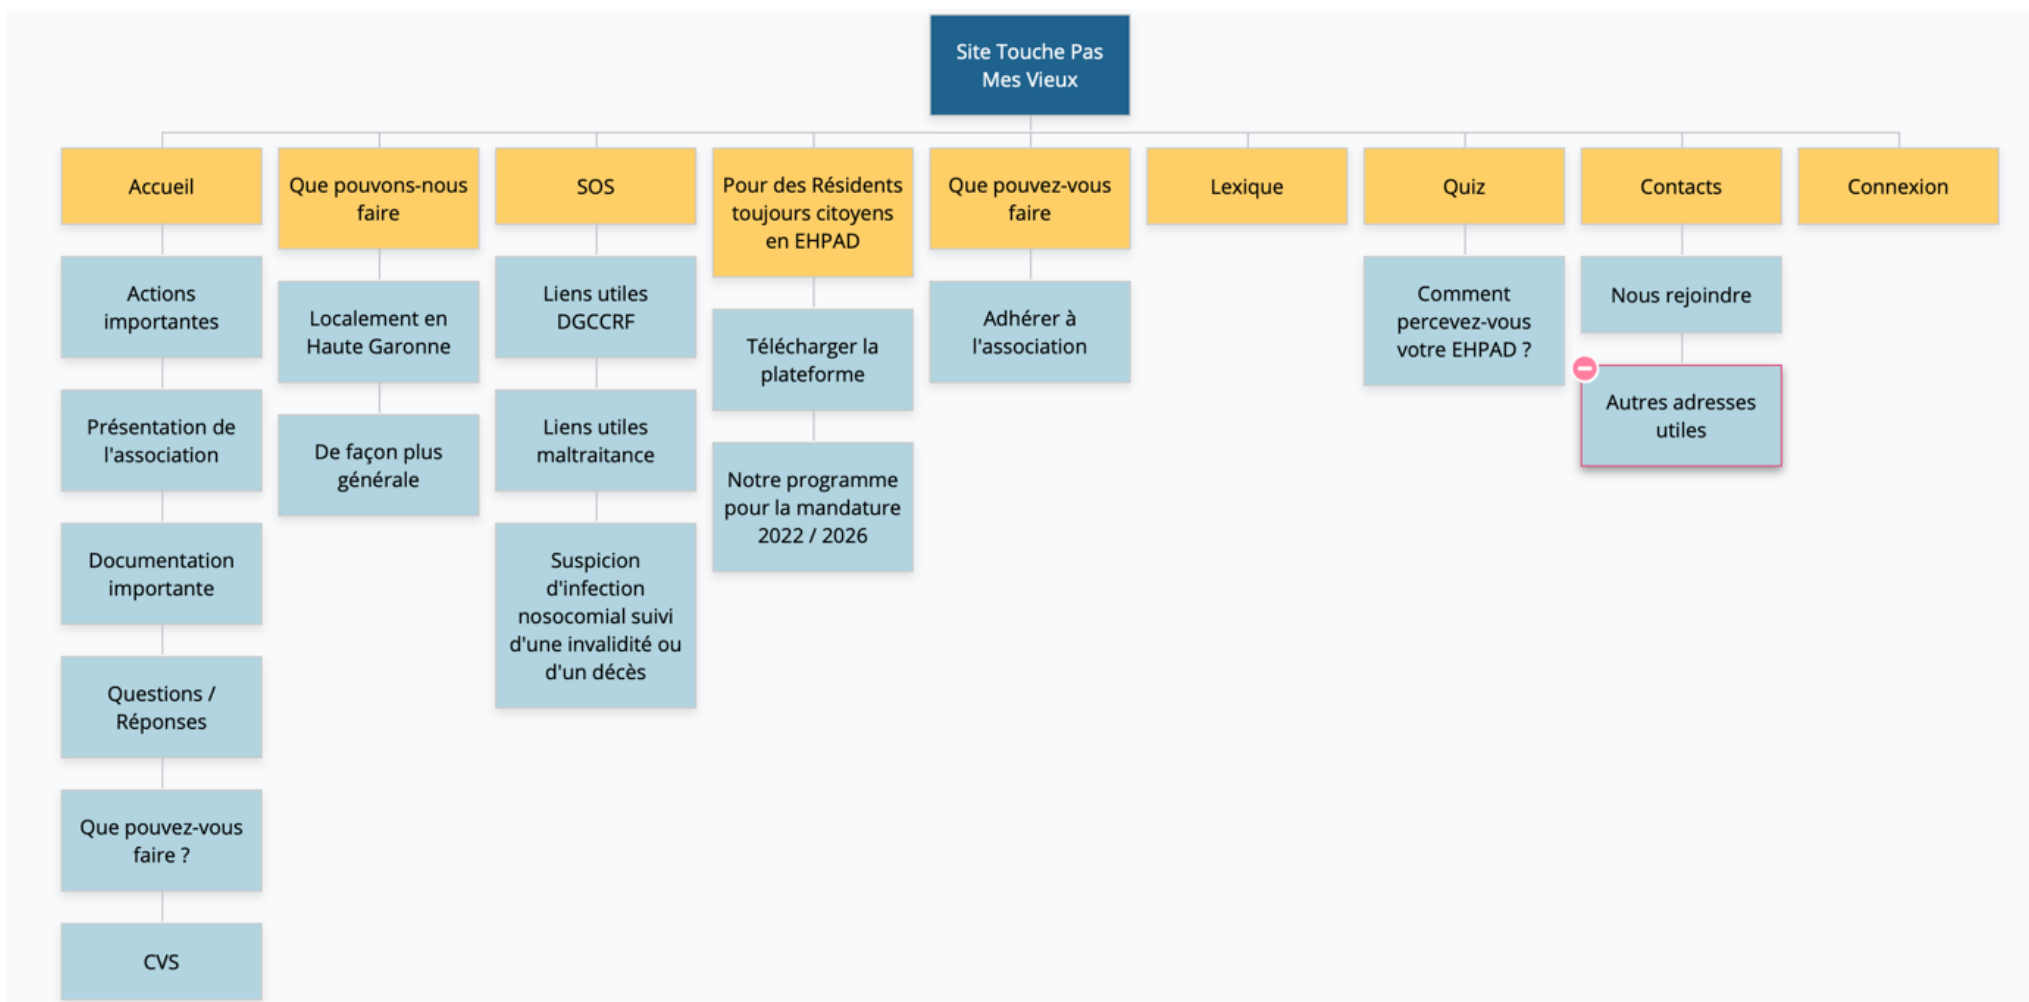 Site Touche Pas
Mes Vieux
Accueil
Actions
importantes
Présentation de
l'association
Documentation
importante
Questions /
Réponses
Que pouvez-vous
faire ?
CVS
Que pouvons-nous
faire
Localement en
Haute Garonne
De façon plus
générale
SOS
Liens utiles
DGCCRF
Liens utiles
maltraitance
Suspicion
d'infection
nosocomial suivi
d'une invalidité ou
d'un décès
Pour des Résidents
toujours citoyens
en EHPAD
Télécharger la
plateforme
Notre programme
pour la mandature
2022 / 2026
Que pouvez-vous
faire
Adhérer à
l'association
Lexique
Quiz
Comment
percevez-vous
votre EHPAD ?
Contacts
Nous rejoindre
Autres adresses
utiles
Connexion